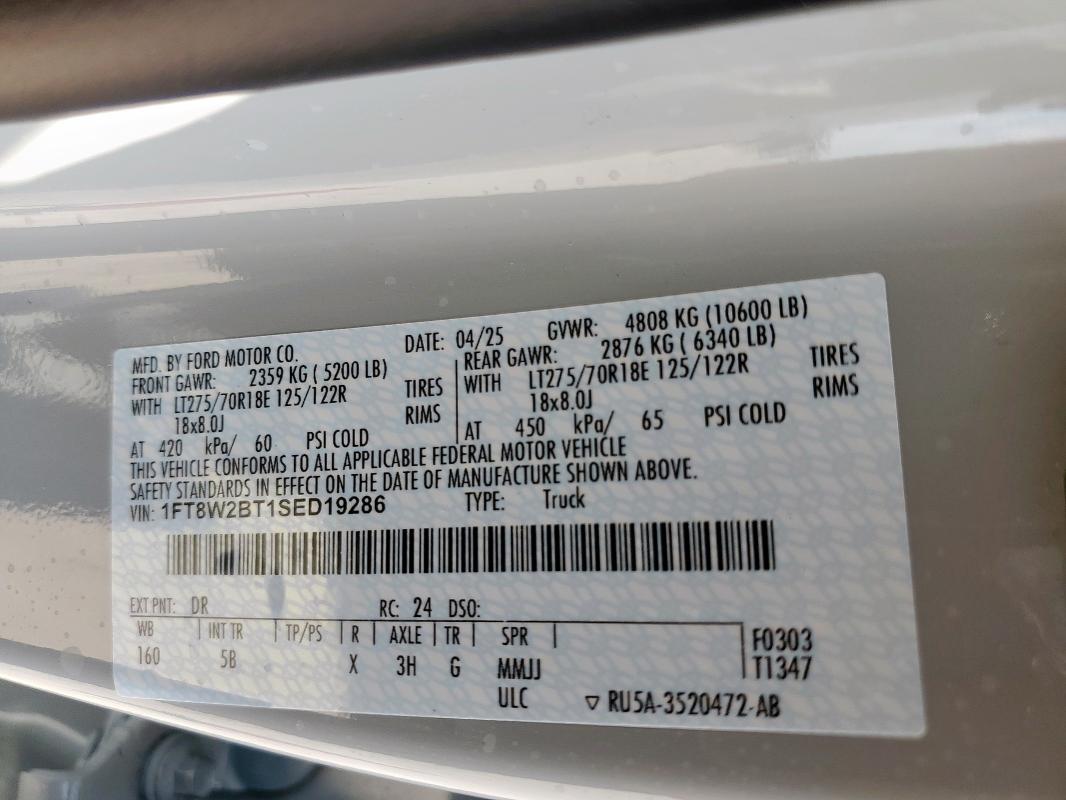 MFD. BY FORD MOTOR CO. DATE: 04/25 GVWR: 4808 KG (10600 LB)
FRONT GAWR: 2359 KG ( 5200 LB) REAR GAWR: 2876 KG ( 6340 LB)
WITH LT275/70R18E 125/122R TIRES WITH LT275/70R18E 125/122R TIRES
18x8.0J RIMS 18x8.0J RIMS
AT 420 kPa/ 60 PSI COLD AT 450 kPa/ 65 PSI COLD
THIS VEHICLE CONFORMS TO ALL APPLICABLE FEDERAL MOTOR VEHICLE
SAFETY STANDARDS IN EFFECT ON THE DATE OF MANUFACTURE SHOWN ABOVE.
VIN: 1FT8W2BT1SED19286 TYPE: Truck
EXT PNT: DR RC: 24 DSO:
WB INT TR TP/PS R AXLE TR SPR F0303
160 5B X 3H G MMJJ T1347
ULC ▽ RU5A-3520472-AB